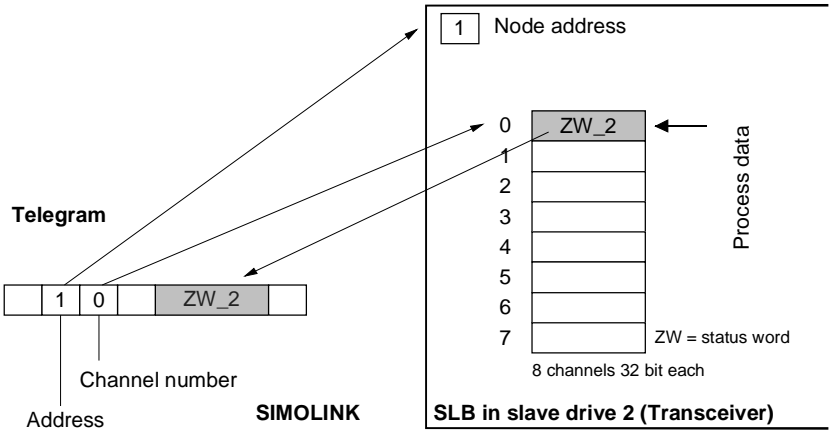 1 Node address
0 ZW_2
1
2
3
4
5
6
7
Process data
ZW = status word
8 channels 32 bit each
SLB in slave drive 2 (Transceiver)
Telegram
1 0 ZW_2
Channel number
Address
SIMOLINK